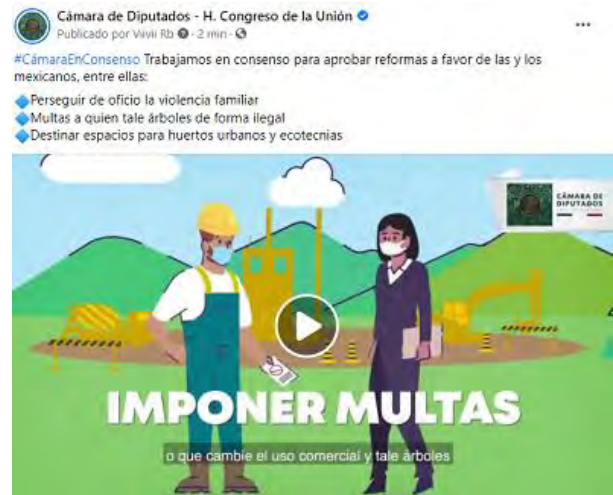 Cámara de Diputados - H. Congreso de la Unión
Publicado por Viivii Rb · 2 min ·
#CámaraEnConsenso Trabajamos en consenso para aprobar reformas a favor de las y los
mexicanos, entre ellas:
Perseguir de oficio la violencia familiar
Multas a quien tale árboles de forma ilegal
Destinar espacios para huertos urbanos y ecotecnias
CÁMARA DE
DIPUTADOS
IMPONER MULTAS
o que cambie el uso comercial y tale árboles